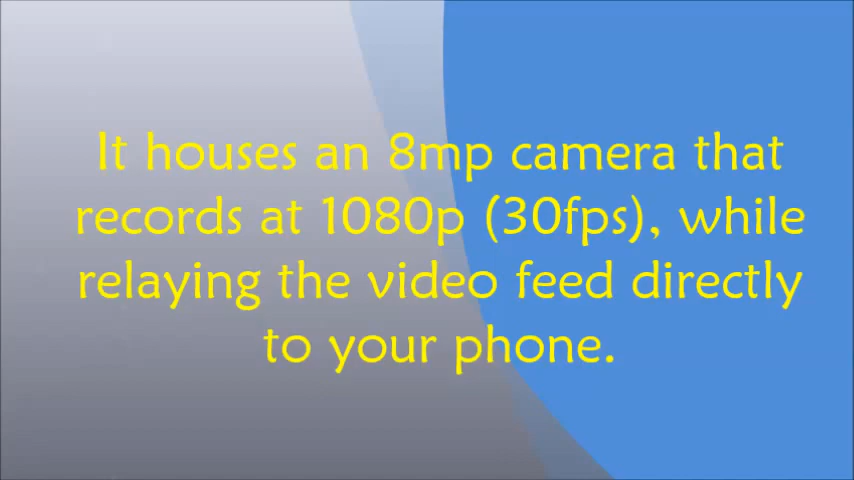 It houses an 8mp camera that
records at 1080p (30fps), while
relaying the video feed directly
to your phone.